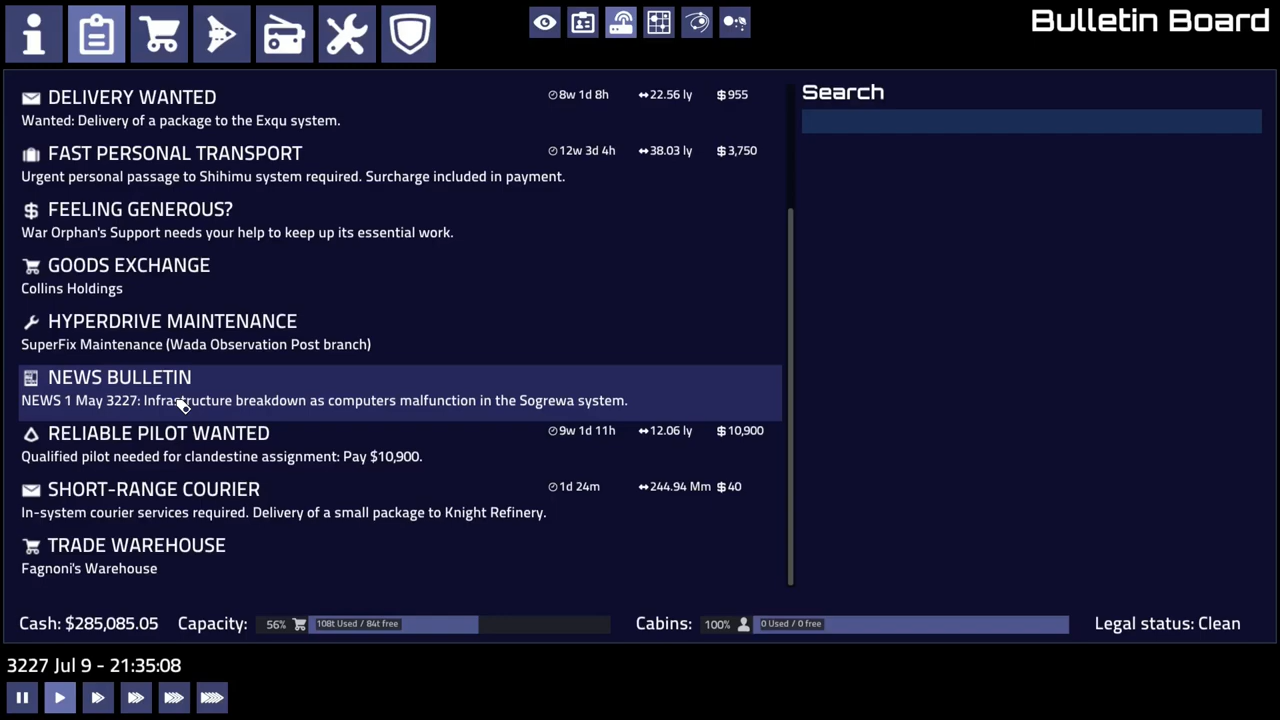 Bulletin Board
DELIVERY WANTED 8w 1d 8h 22.56 ly $955
Wanted: Delivery of a package to the Exqu system.
FAST PERSONAL TRANSPORT 12w 3d 4h 38.03 ly $3,750
Urgent personal passage to Shihimu system required. Surcharge included in payment.
$ FEELING GENEROUS?
War Orphan's Support needs your help to keep up its essential work.
GOODS EXCHANGE
Collins Holdings
HYPERDRIVE MAINTENANCE
SuperFix Maintenance (Wada Observation Post branch)
NEWS BULLETIN
NEWS 1 May 3227: Infrastructure breakdown as computers malfunction in the Sogrewa system.
RELIABLE PILOT WANTED 9w 1d 11h 12.06 ly $10,900
Qualified pilot needed for clandestine assignment: Pay $10,900.
SHORT-RANGE COURIER 1d 24m 244.94 Mm $40
In-system courier services required. Delivery of a small package to Knight Refinery.
TRADE WAREHOUSE
Fagnoni's Warehouse
Search
Cash: $285,085.05 Capacity: 56% 108t Used / 84t free Cabins: 100% 0 Used / 0 free Legal status: Clean
3227 Jul 9 - 21:35:08